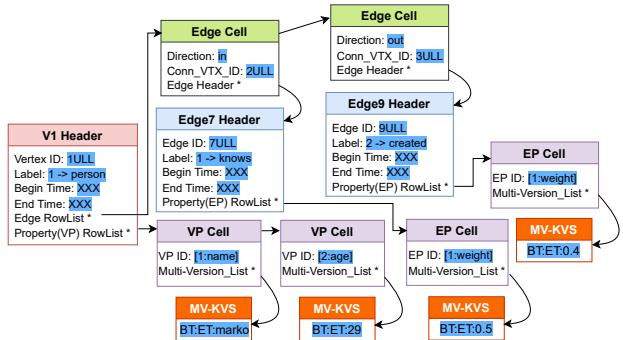 Edge Cell
Direction: in
Conn_VTX_ID: 2ULL
Edge Header *
Edge Cell
Direction: out
Conn_VTX_ID: 3ULL
Edge Header *
Edge7 Header
Edge ID: 7ULL
Label: 1 -> knows
Begin Time: XXX
End Time: XXX
Property(EP) RowList *
Edge9 Header
Edge ID: 9ULL
Label: 2 -> created
Begin Time: XXX
End Time: XXX
Property(EP) RowList *
V1 Header
Vertex ID: 1ULL
Label: 1 -> person
Begin Time: XXX
End Time: XXX
Edge RowList *
Property(VP) RowList *
EP Cell
EP ID: [1:weight]
Multi-Version_List *
MV-KVS
BT:ET:0.4
VP Cell
VP ID: [1:name]
Multi-Version_List *
VP Cell
VP ID: [2:age]
Multi-Version_List *
EP Cell
EP ID: [1:weight]
Multi-Version_List *
MV-KVS
BT:ET:marko
MV-KVS
BT:ET:29
MV-KVS
BT:ET:0.5